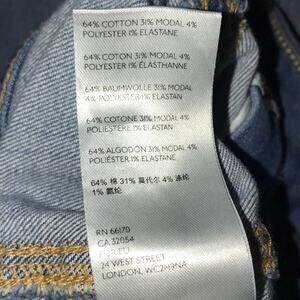 64% COTTON 31% MODAL 4%
POLYESTER 1% ELASTANE
64% COTON 31% MODAL 4%
POLYESTER 1% ÉLASTHANNE
64% BAUMWOLLE 31% MODAL
4% POLYESTER 1% ELASTAN
64% COTONE 31% MODAL 4%
POLIESTERE 1% ELASTANE
64% ALGODÓN 31% MODAL 4%
POLIÉSTER 1% ELASTANE
64% 棉 31% 莫代尔 4% 涤纶
1% 氨纶
RN 66170
CA 32054
24 WEST STREET
LONDON, WC2H9NA